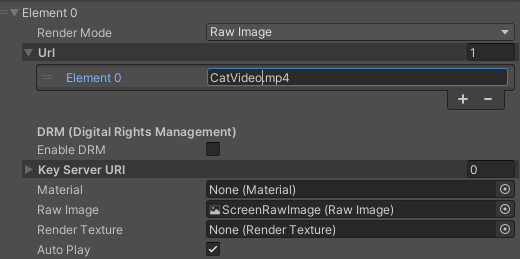 Element 0
Render Mode Raw Image
Url 1
Element 0 CatVideo.mp4
+ −
DRM (Digital Rights Management)
Enable DRM
Key Server URI 0
Material None (Material)
Raw Image ScreenRawImage (Raw Image)
Render Texture None (Render Texture)
Auto Play